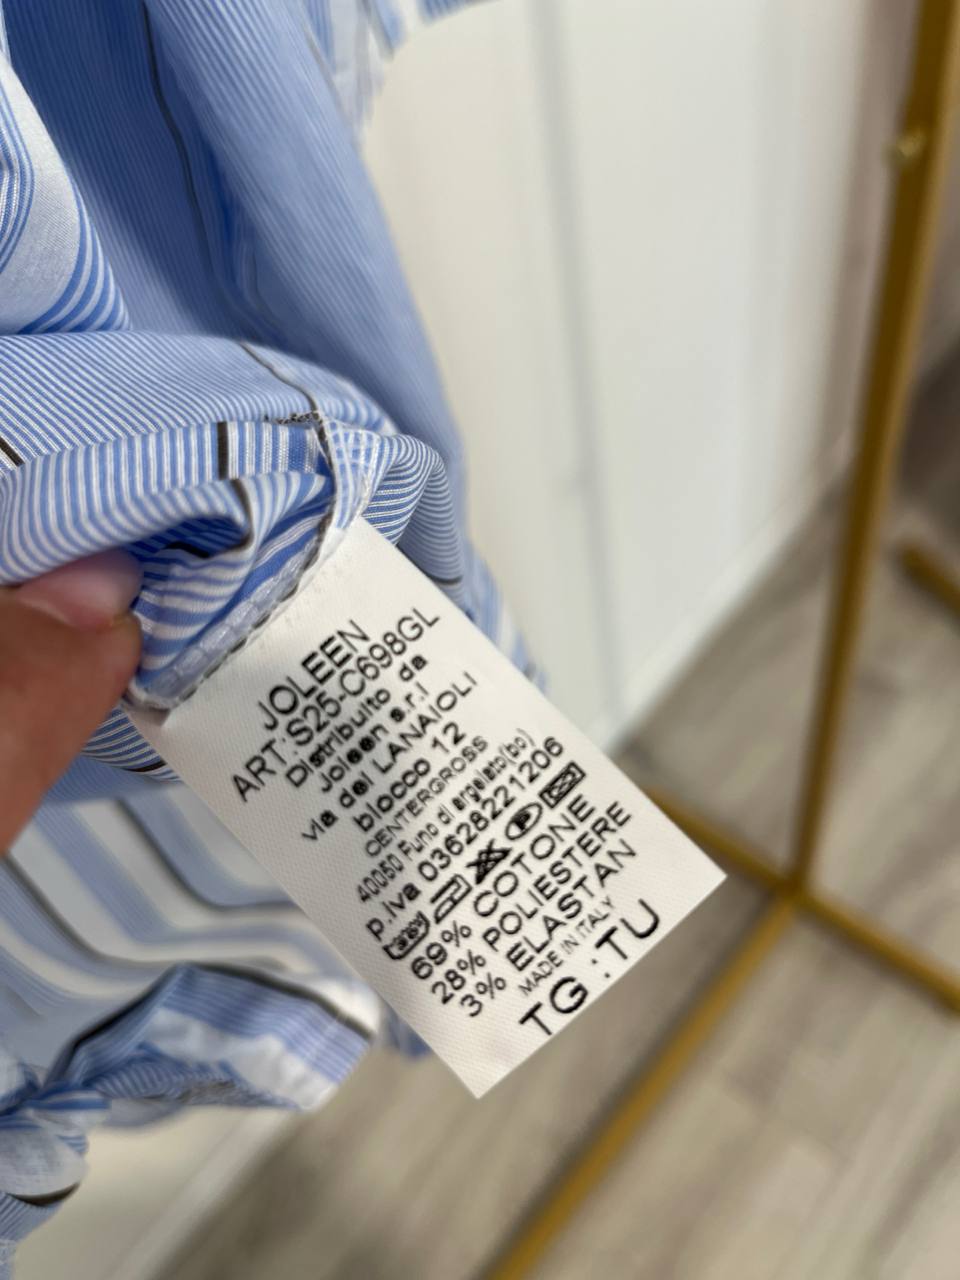 JOLEEN
ART:S25-C698GL
Distribuito da
Joleen s.r.l
via dei LANAIOLI
blocco 12
CENTERGROSS
40050 Funo di argelato(bo)
p.iva 03628221206
P
69% COTONE
28% POLIESTERE
3% ELASTAN
MADE IN ITALY
TG :TU